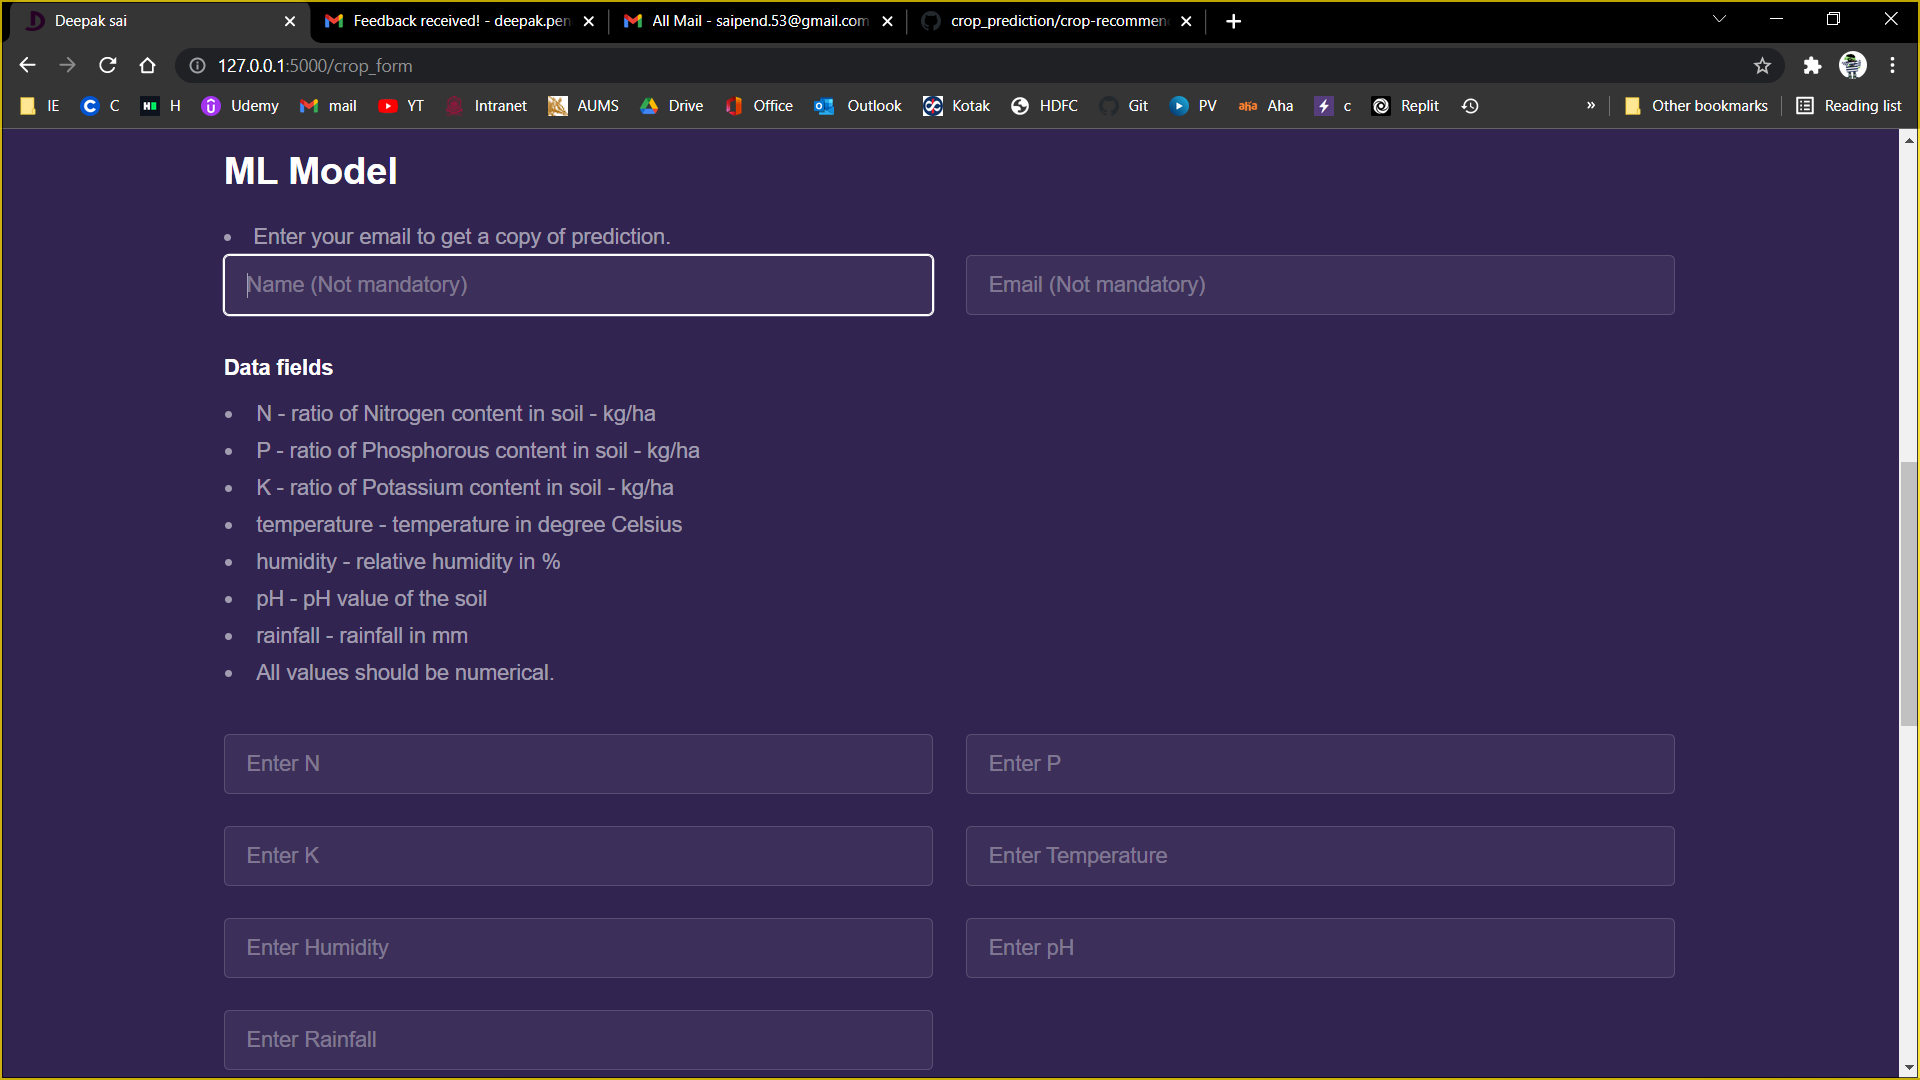 Deepak sai
Feedback received! - deepak.pen
All Mail - saipend.53@gmail.com
crop_prediction/crop-recommen
127.0.0.1:5000/crop_form
IE C H Udemy mail YT Intranet AUMS Drive Office Outlook Kotak HDFC Git PV Aha c Replit » Other bookmarks Reading list
ML Model
Enter your email to get a copy of prediction.
Name (Not mandatory)
Email (Not mandatory)
Data fields
N - ratio of Nitrogen content in soil - kg/ha
P - ratio of Phosphorous content in soil - kg/ha
K - ratio of Potassium content in soil - kg/ha
temperature - temperature in degree Celsius
humidity - relative humidity in %
pH - pH value of the soil
rainfall - rainfall in mm
All values should be numerical.
Enter N
Enter P
Enter K
Enter Temperature
Enter Humidity
Enter pH
Enter Rainfall